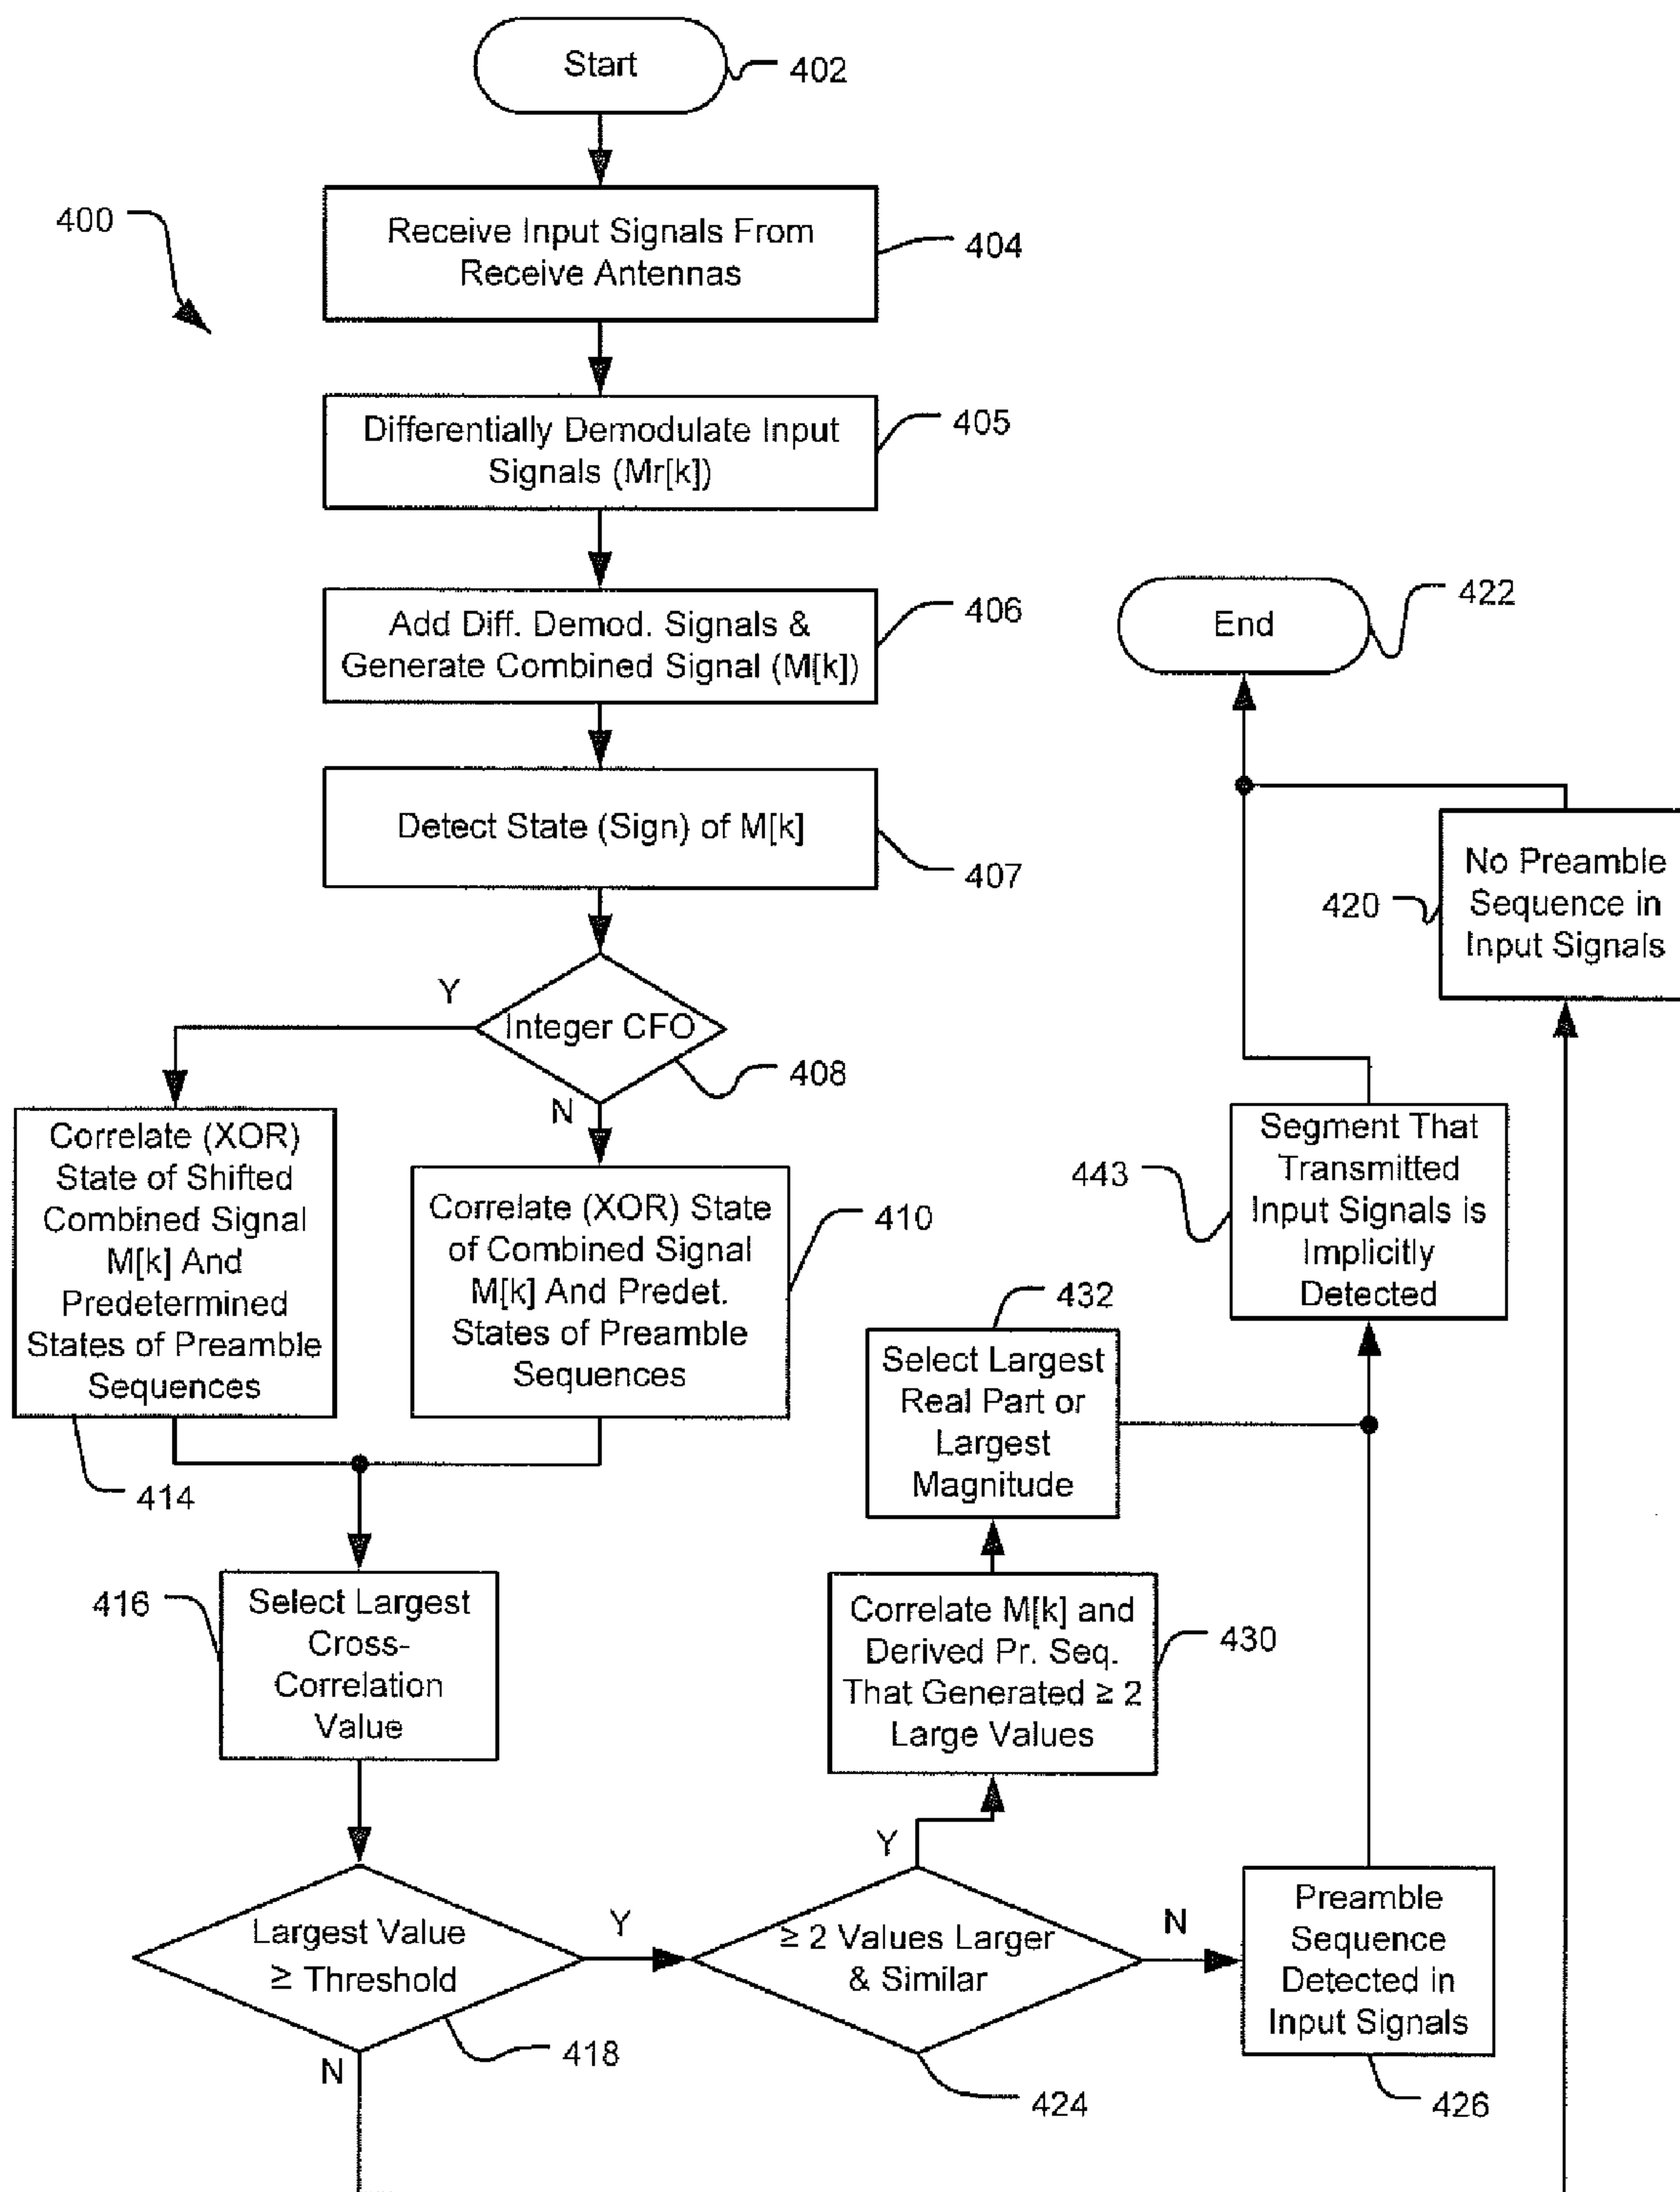 Start
402
400
Receive Input Signals From
Receive Antennas
404
Differentially Demodulate Input
Signals (Mr[k])
405
Add Diff. Demod. Signals &
Generate Combined Signal (M[k])
406
Detect State (Sign) of M[k]
407
Integer CFO
408
Y
N
Correlate (XOR)
State of Shifted
Combined Signal
M[k] And
Predetermined
States of Preamble
Sequences
414
Correlate (XOR) State
of Combined Signal
M[k] And Predet.
States of Preamble
Sequences
410
Select Largest
Cross-
Correlation
Value
416
Largest Value
≥ Threshold
418
Y
N
≥ 2 Values Larger
& Similar
424
Y
N
Correlate M[k] and
Derived Pr. Seq.
That Generated ≥ 2
Large Values
430
Select Largest
Real Part or
Largest
Magnitude
432
Preamble
Sequence
Detected in
Input Signals
426
Segment That
Transmitted
Input Signals is
Implicitly
Detected
443
No Preamble
Sequence in
Input Signals
420
End
422